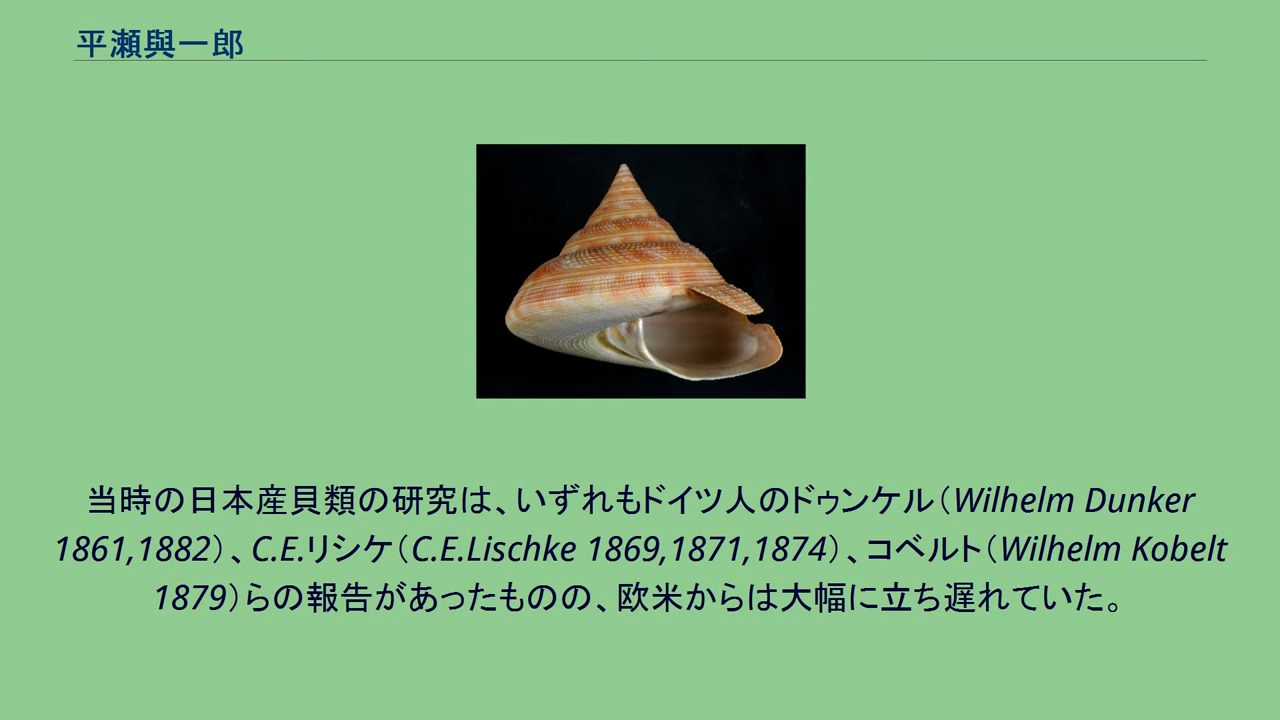 平瀬與一郎
当時の日本産貝類の研究は、いずれもドイツ人のドゥンケル（Wilhelm Dunker
1861,1882）、C.E.リシケ（C.E.Lischke 1869,1871,1874）、コベルト（Wilhelm Kobelt
1879）らの報告があったものの、欧米からは大幅に立ち遅れていた。